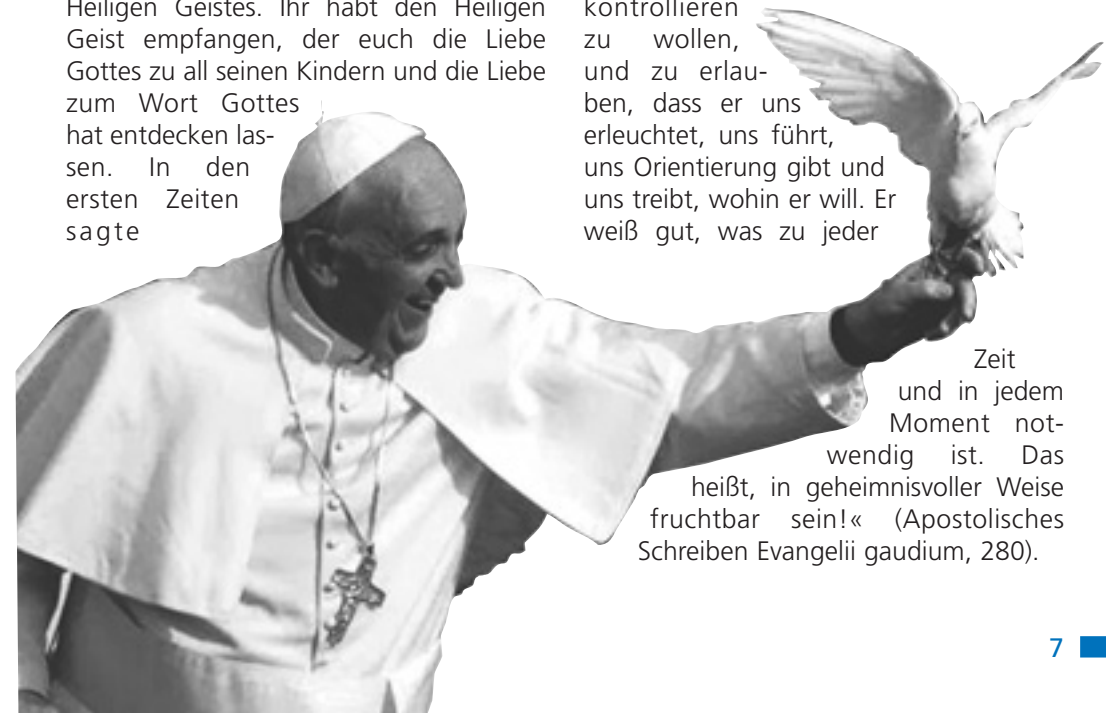 Heiligen Geistes. Ihr habt den Heiligen
Geist empfangen, der euch die Liebe
Gottes zu all seinen Kindern und die Liebe
zum Wort Gottes
hat entdecken las-
sen. In den
ersten Zeiten
sagte
kontrollieren
zu wollen,
und zu erlau-
ben, dass er uns
erleuchtet, uns führt,
uns Orientierung gibt und
uns treibt, wohin er will. Er
weiß gut, was zu jeder
Zeit
und in jedem
Moment not-
wendig ist. Das
heißt, in geheimnisvoller Weise
fruchtbar sein!« (Apostolisches
Schreiben Evangelii gaudium, 280).
7